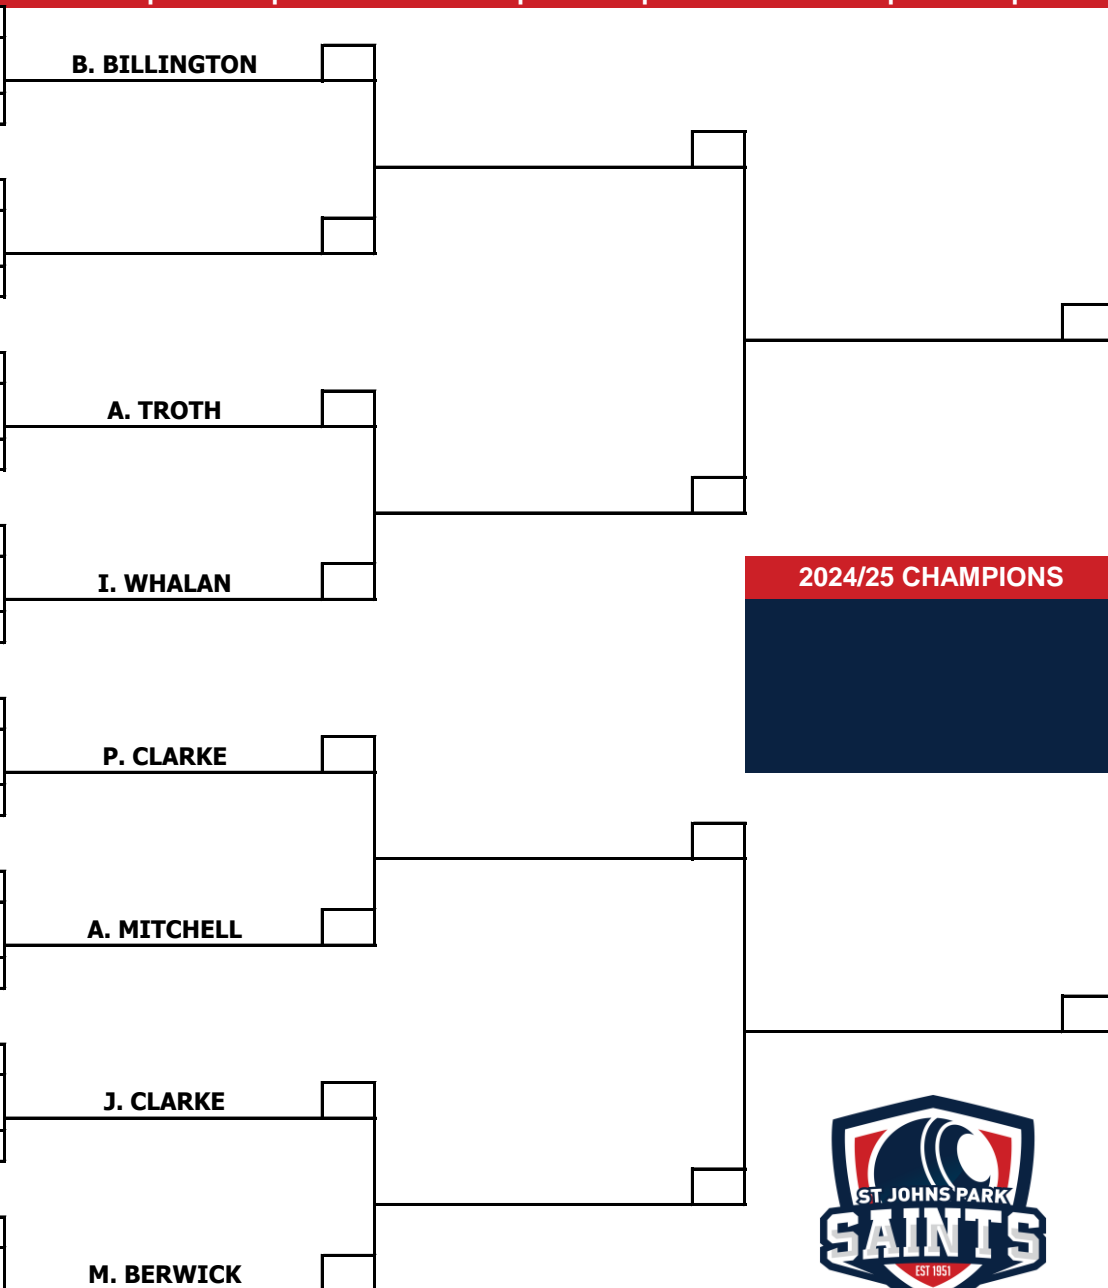 B. BILLINGTON
A. TROTH
I. WHALAN
2024/25 CHAMPIONS
P. CLARKE
A. MITCHELL
J. CLARKE
ST JOHNS PARK
SAINTS
EST 1951
M. BERWICK